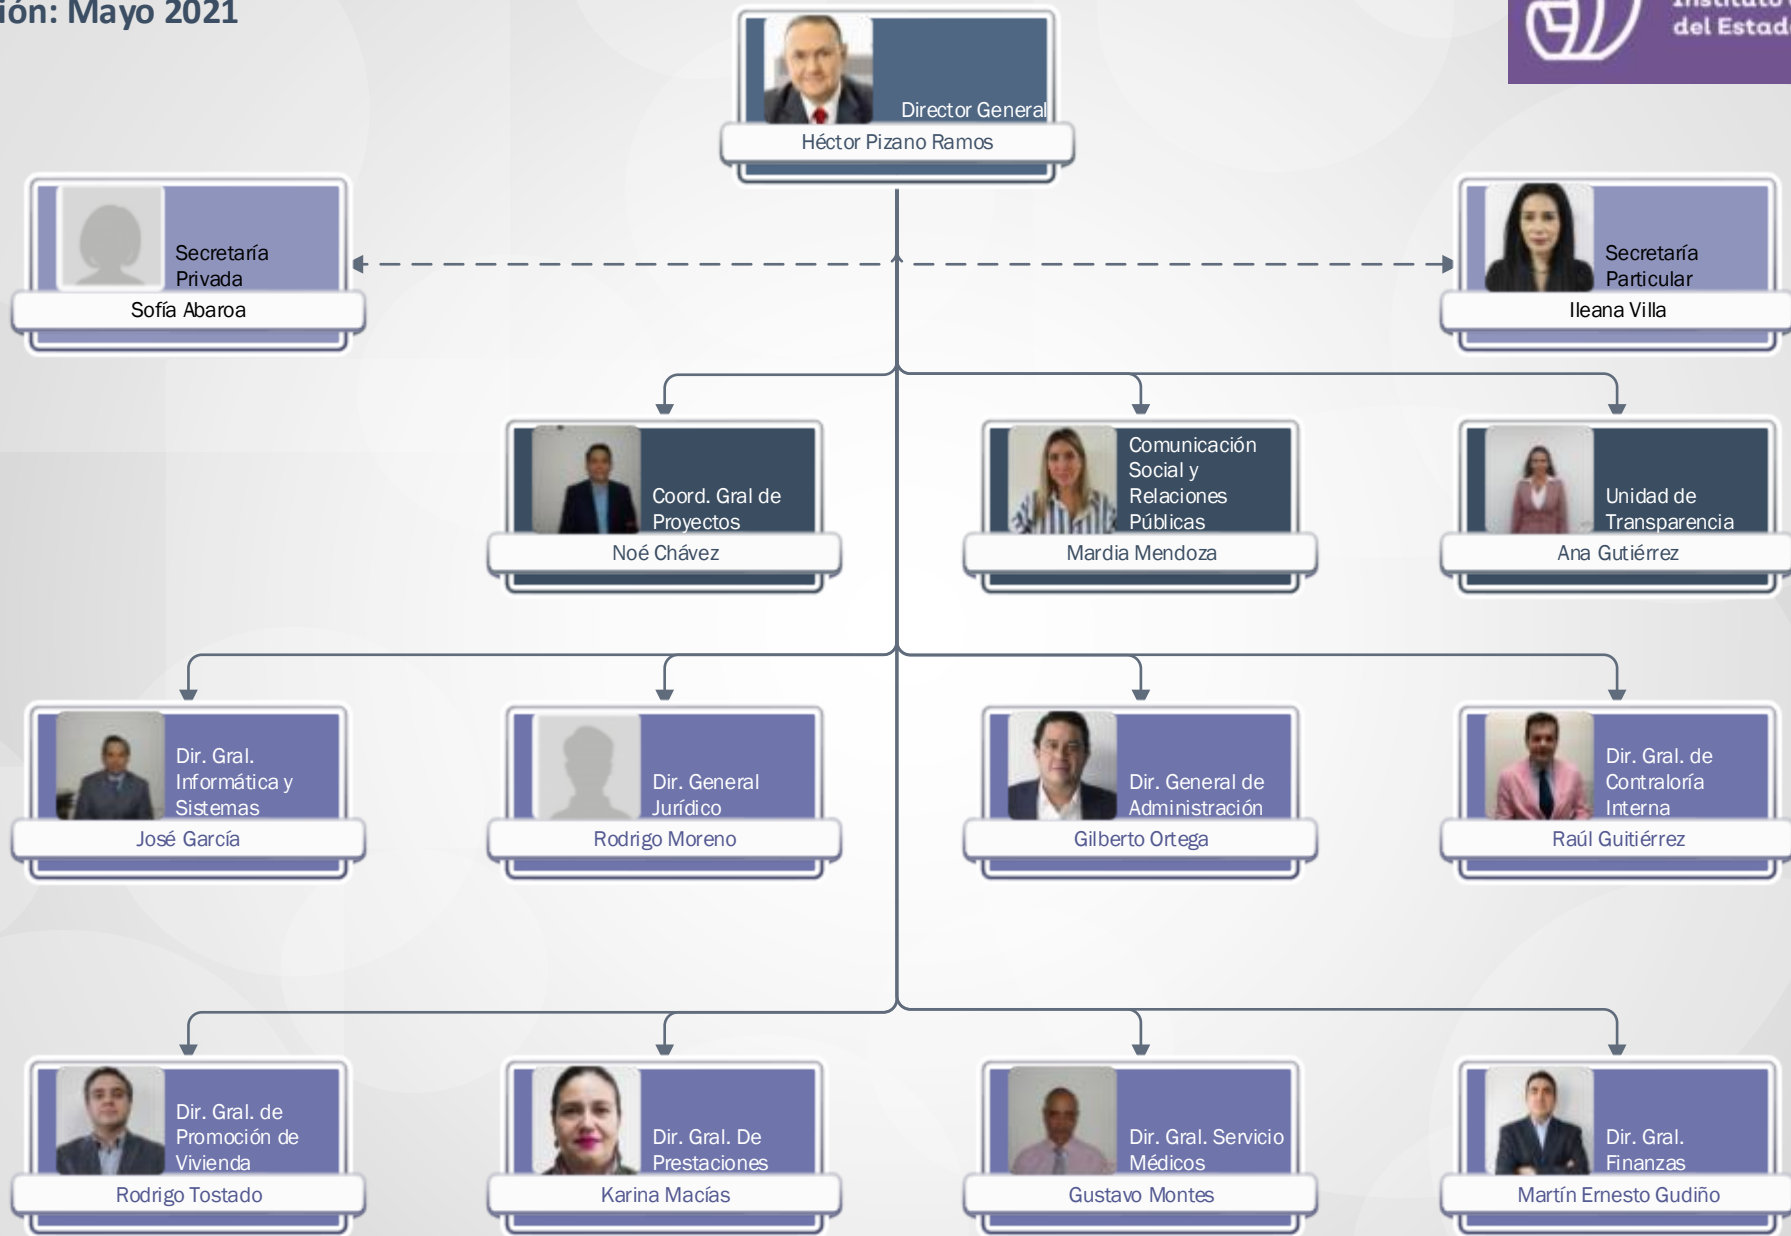 ión: Mayo 2021
Instituto
del Estad
Director General
Héctor Pizano Ramos
Secretaría
Privada
Sofía Abaroa
Secretaría
Particular
Ileana Villa
Coord. Gral de
Proyectos
Noé Chávez
Comunicación
Social y
Relaciones
Públicas
Mardia Mendoza
Unidad de
Transparencia
Ana Gutiérrez
Dir. Gral.
Informática y
Sistemas
José García
Dir. General
Jurídico
Rodrigo Moreno
Dir. General de
Administración
Gilberto Ortega
Dir. Gral. de
Contraloría
Interna
Raúl Guitiérrez
Dir. Gral. de
Promoción de
Vivienda
Rodrigo Tostado
Dir. Gral. De
Prestaciones
Karina Macías
Dir. Gral. Servicio
Médicos
Gustavo Montes
Dir. Gral.
Finanzas
Martín Ernesto Gudiño